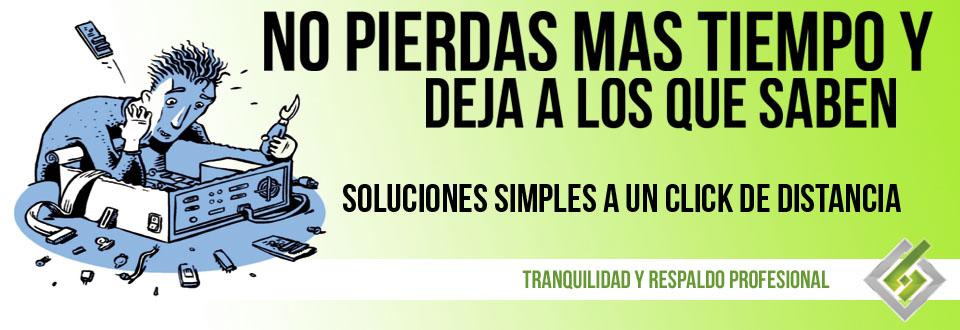 NO PIERDAS MAS TIEMPO Y
DEJA A LOS QUE SABEN
SOLUCIONES SIMPLES A UN CLICK DE DISTANCIA
TRANQUILIDAD Y RESPALDO PROFESIONAL